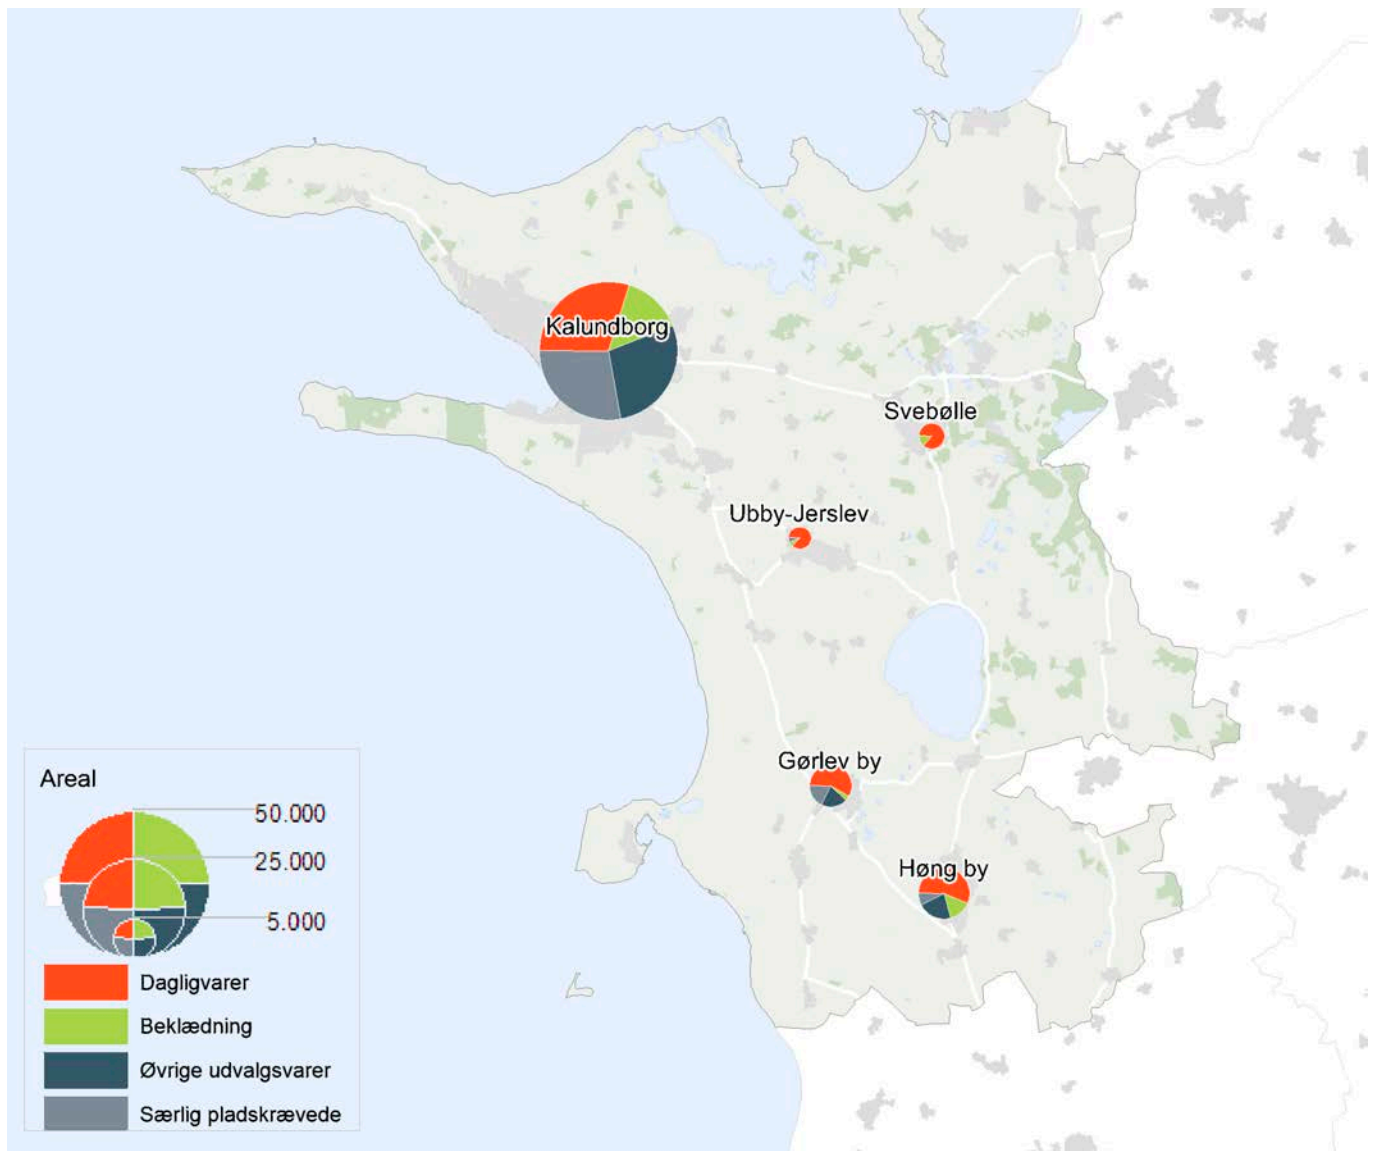 Kalundborg
Svebølle
Ubby-Jerslev
Gørlev by
Høng by
Areal
50.000
25.000
5.000
Dagligvarer
Beklædning
Øvrige udvalgsvarer
Særlig pladskrævede